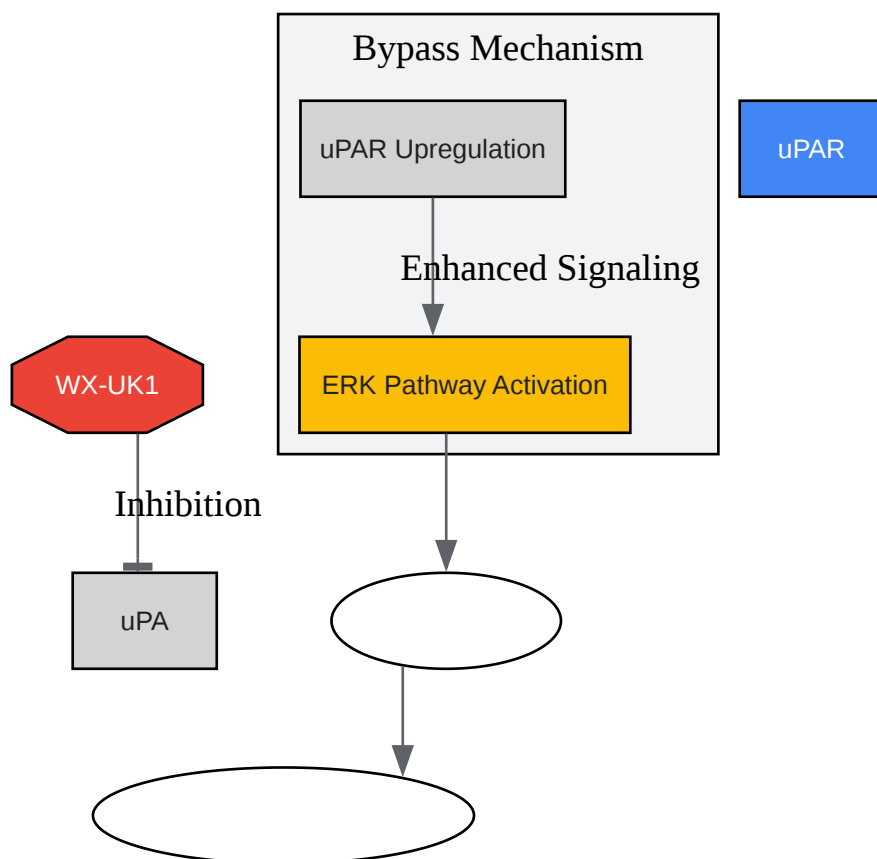 Bypass Mechanism
uPAR Upregulation
uPAR
Enhanced Signaling
WX-UK1
ERK Pathway Activation
Inhibition
uPA